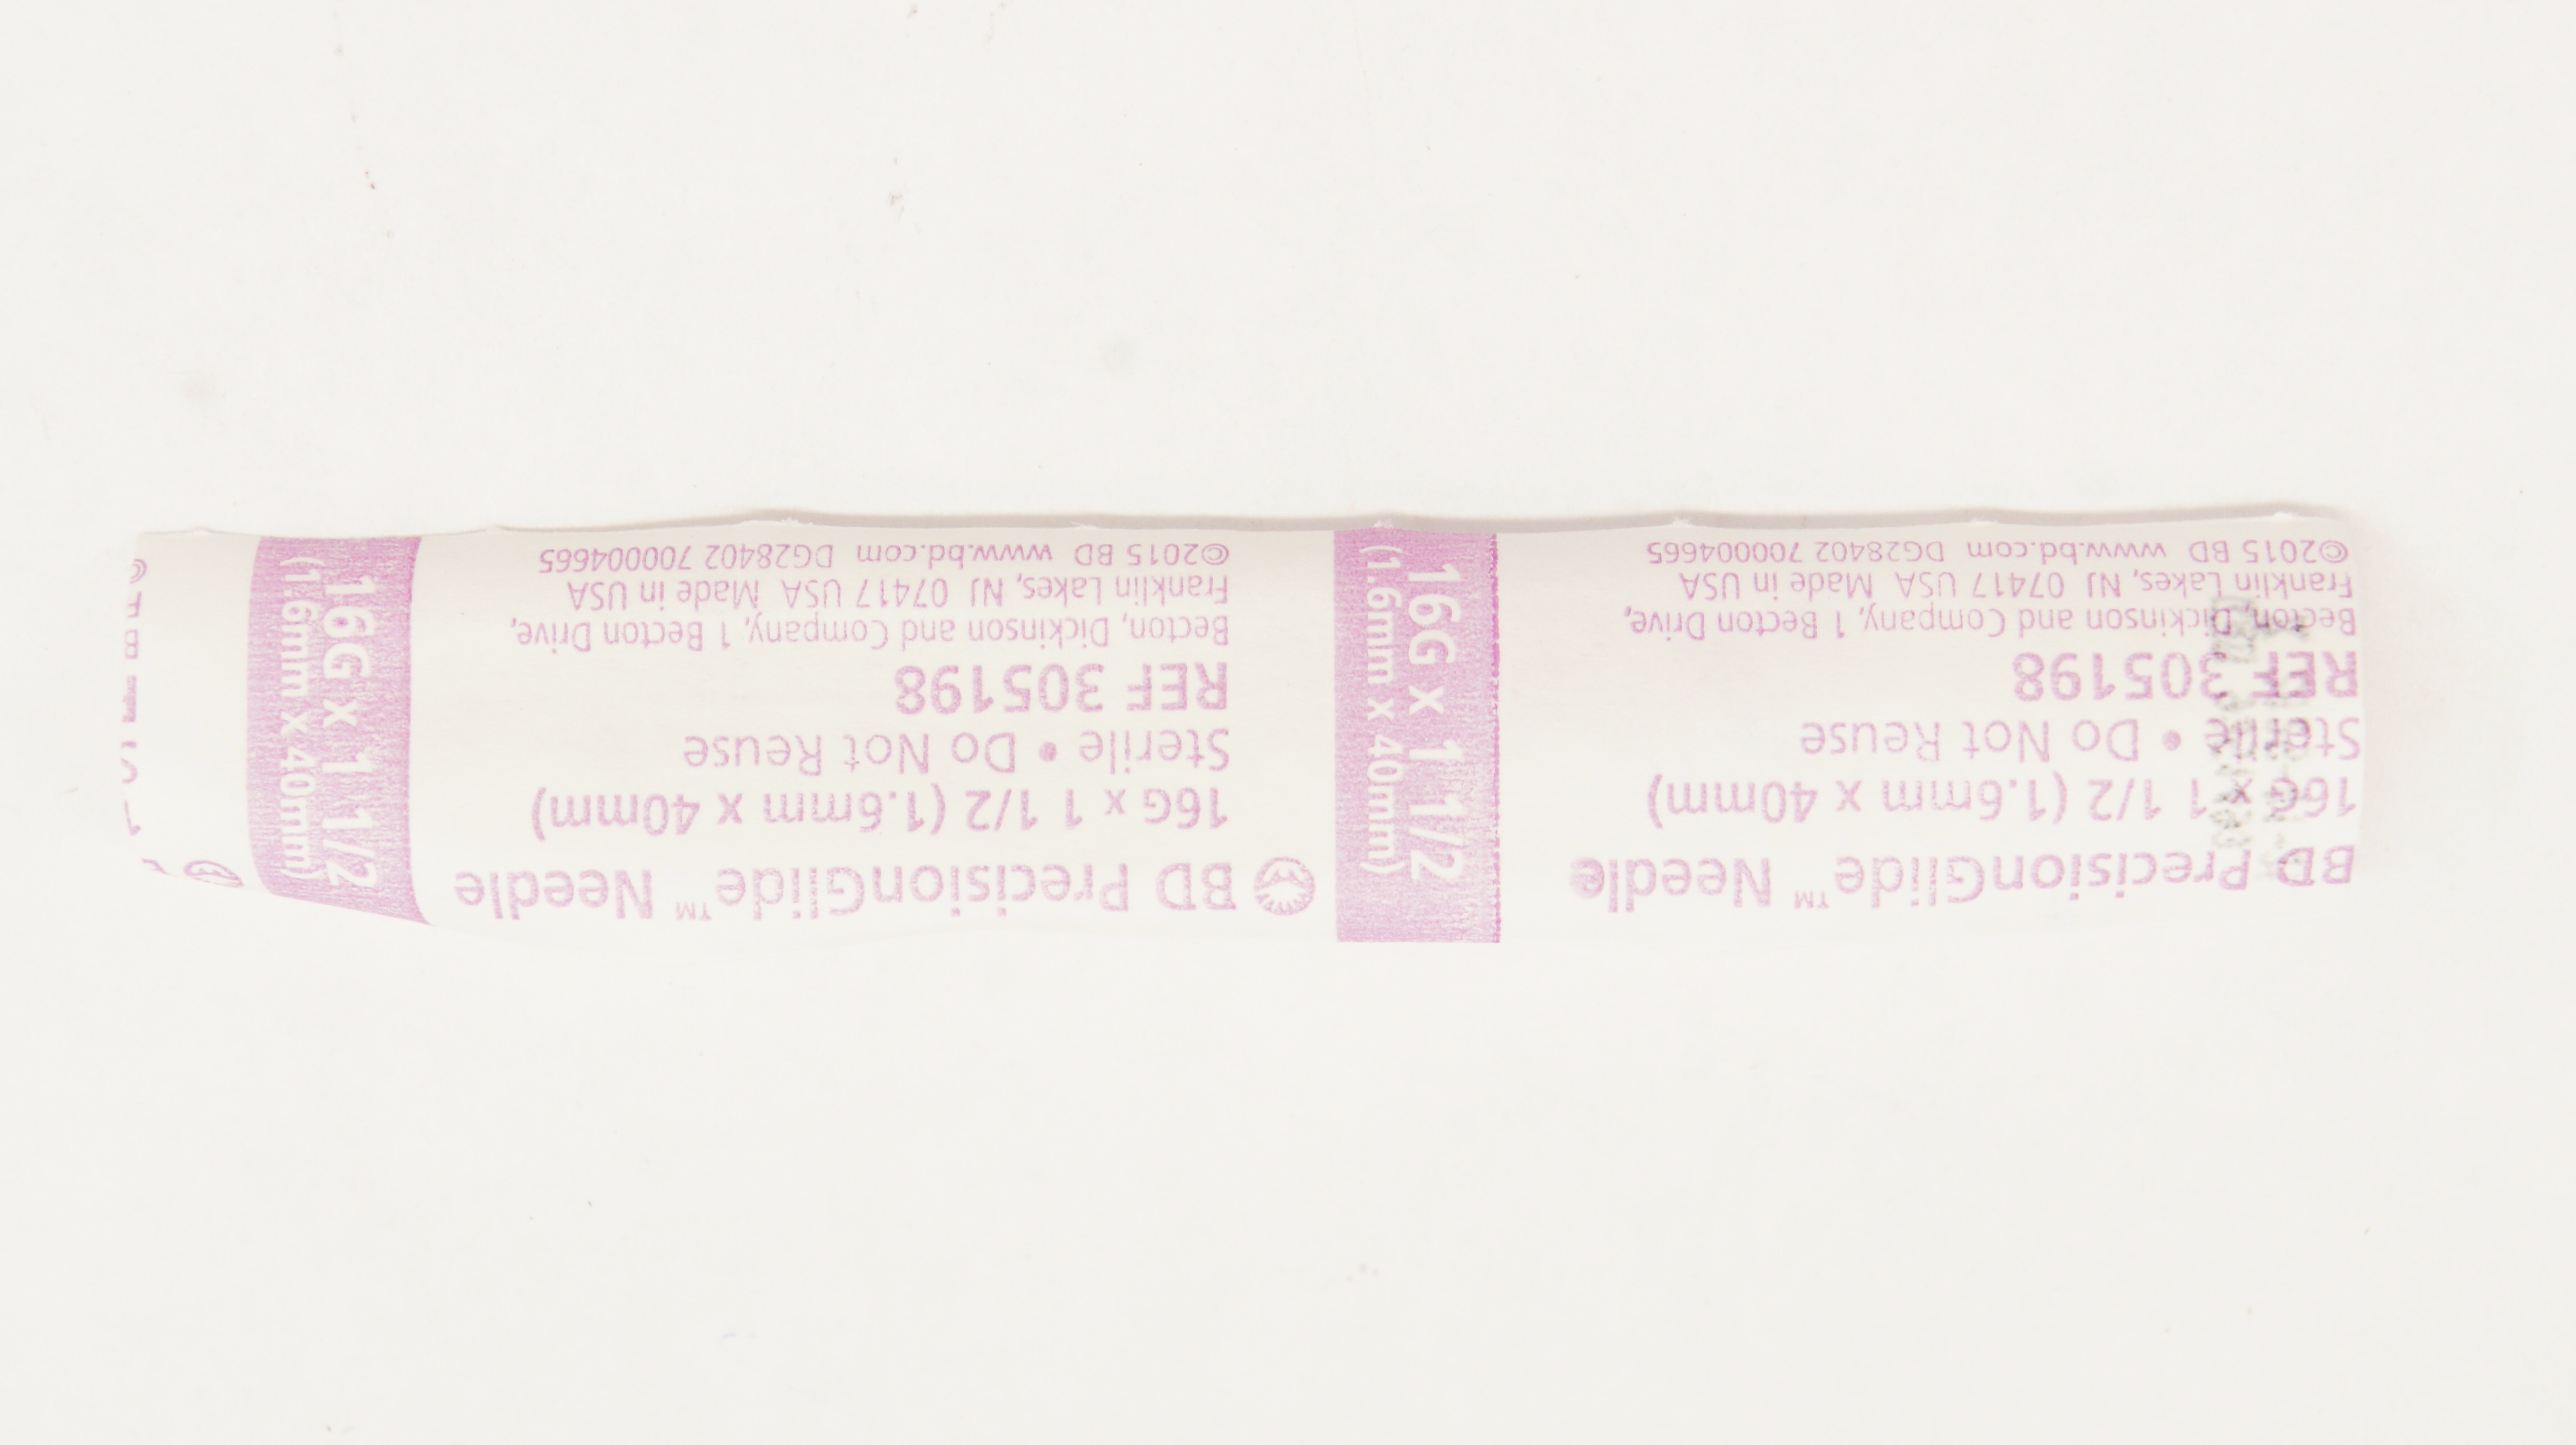 BD PrecisionGlide™ Needle
16G x 1 1/2 (1.6mm x 40mm)
Sterile • Do Not Reuse
REF 305198
Becton, Dickinson and Company, 1 Becton Drive,
Franklin Lakes, NJ 07417 USA Made in USA
©2015 BD www.bd.com DG28402 700004665
16G x 1 1/2
(1.6mm x 40mm)
BD PrecisionGlide™ Needle
16G x 1 1/2 (1.6mm x 40mm)
Sterile • Do Not Reuse
REF 305198
Becton, Dickinson and Company, 1 Becton Drive,
Franklin Lakes, NJ 07417 USA Made in USA
©2015 BD www.bd.com DG28402 700004665
16G x 1 1/2
(1.6mm x 40mm)